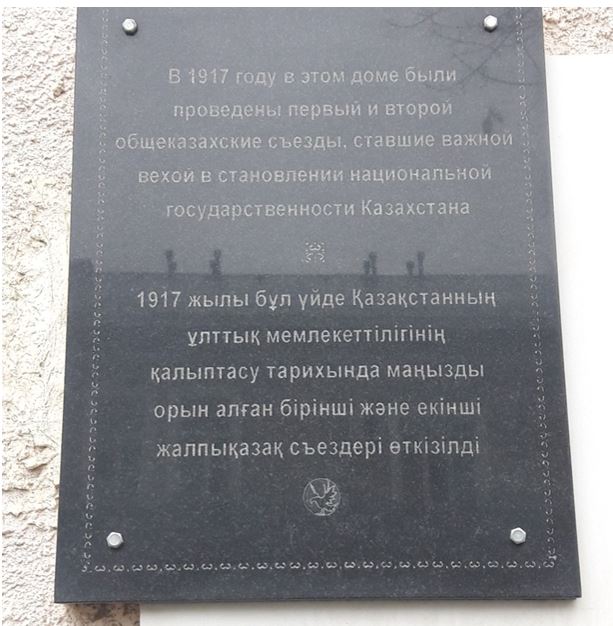 В 1917 году в этом доме были
проведены первый и второй
общеказахские съезды, ставшие важной
вехой в становлении национальной
государственности Казахстана
1917 жылы бұл үйде Қазақстанның
ұлттық мемлекеттілігінің
қалыптасу тарихында маңызды
орын алған бірінші және екінші
жалпықазақ съездері өткізілді